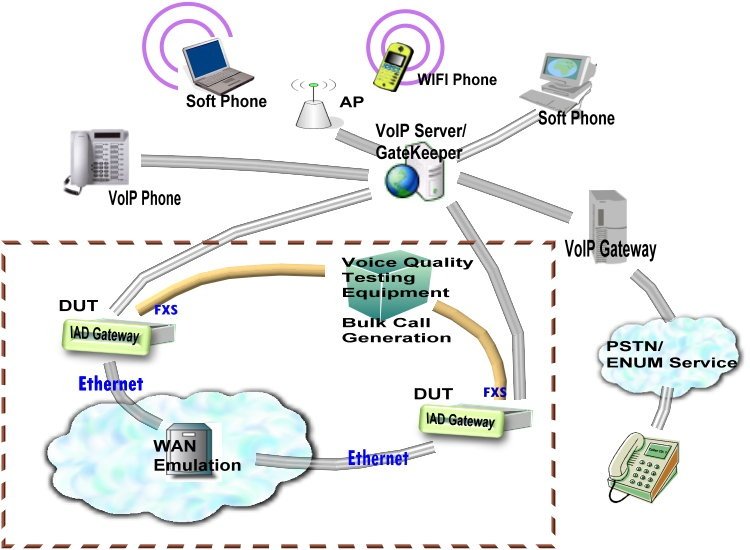 Soft Phone
AP
WIFI Phone
Soft Phone
VoIP Server/
GateKeeper
VoIP Phone
VoIP Gateway
Voice Quality
Testing
Equipment
Bulk Call
Generation
DUT
FXS
IAD Gateway
PSTN/
ENUM Service
Ethernet
DUT
FXS
IAD Gateway
WAN
Emulation
Ethernet